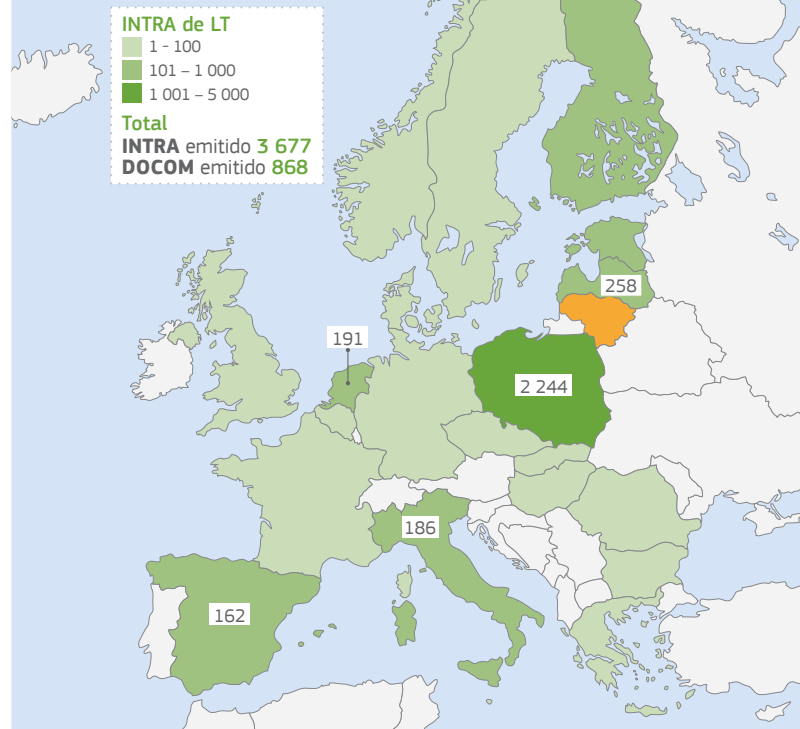 INTRA de LT
1 - 100
101 – 1 000
1 001 – 5 000
Total
INTRA emitido 3 677
DOCOM emitido 868
258
191
2 244
186
162